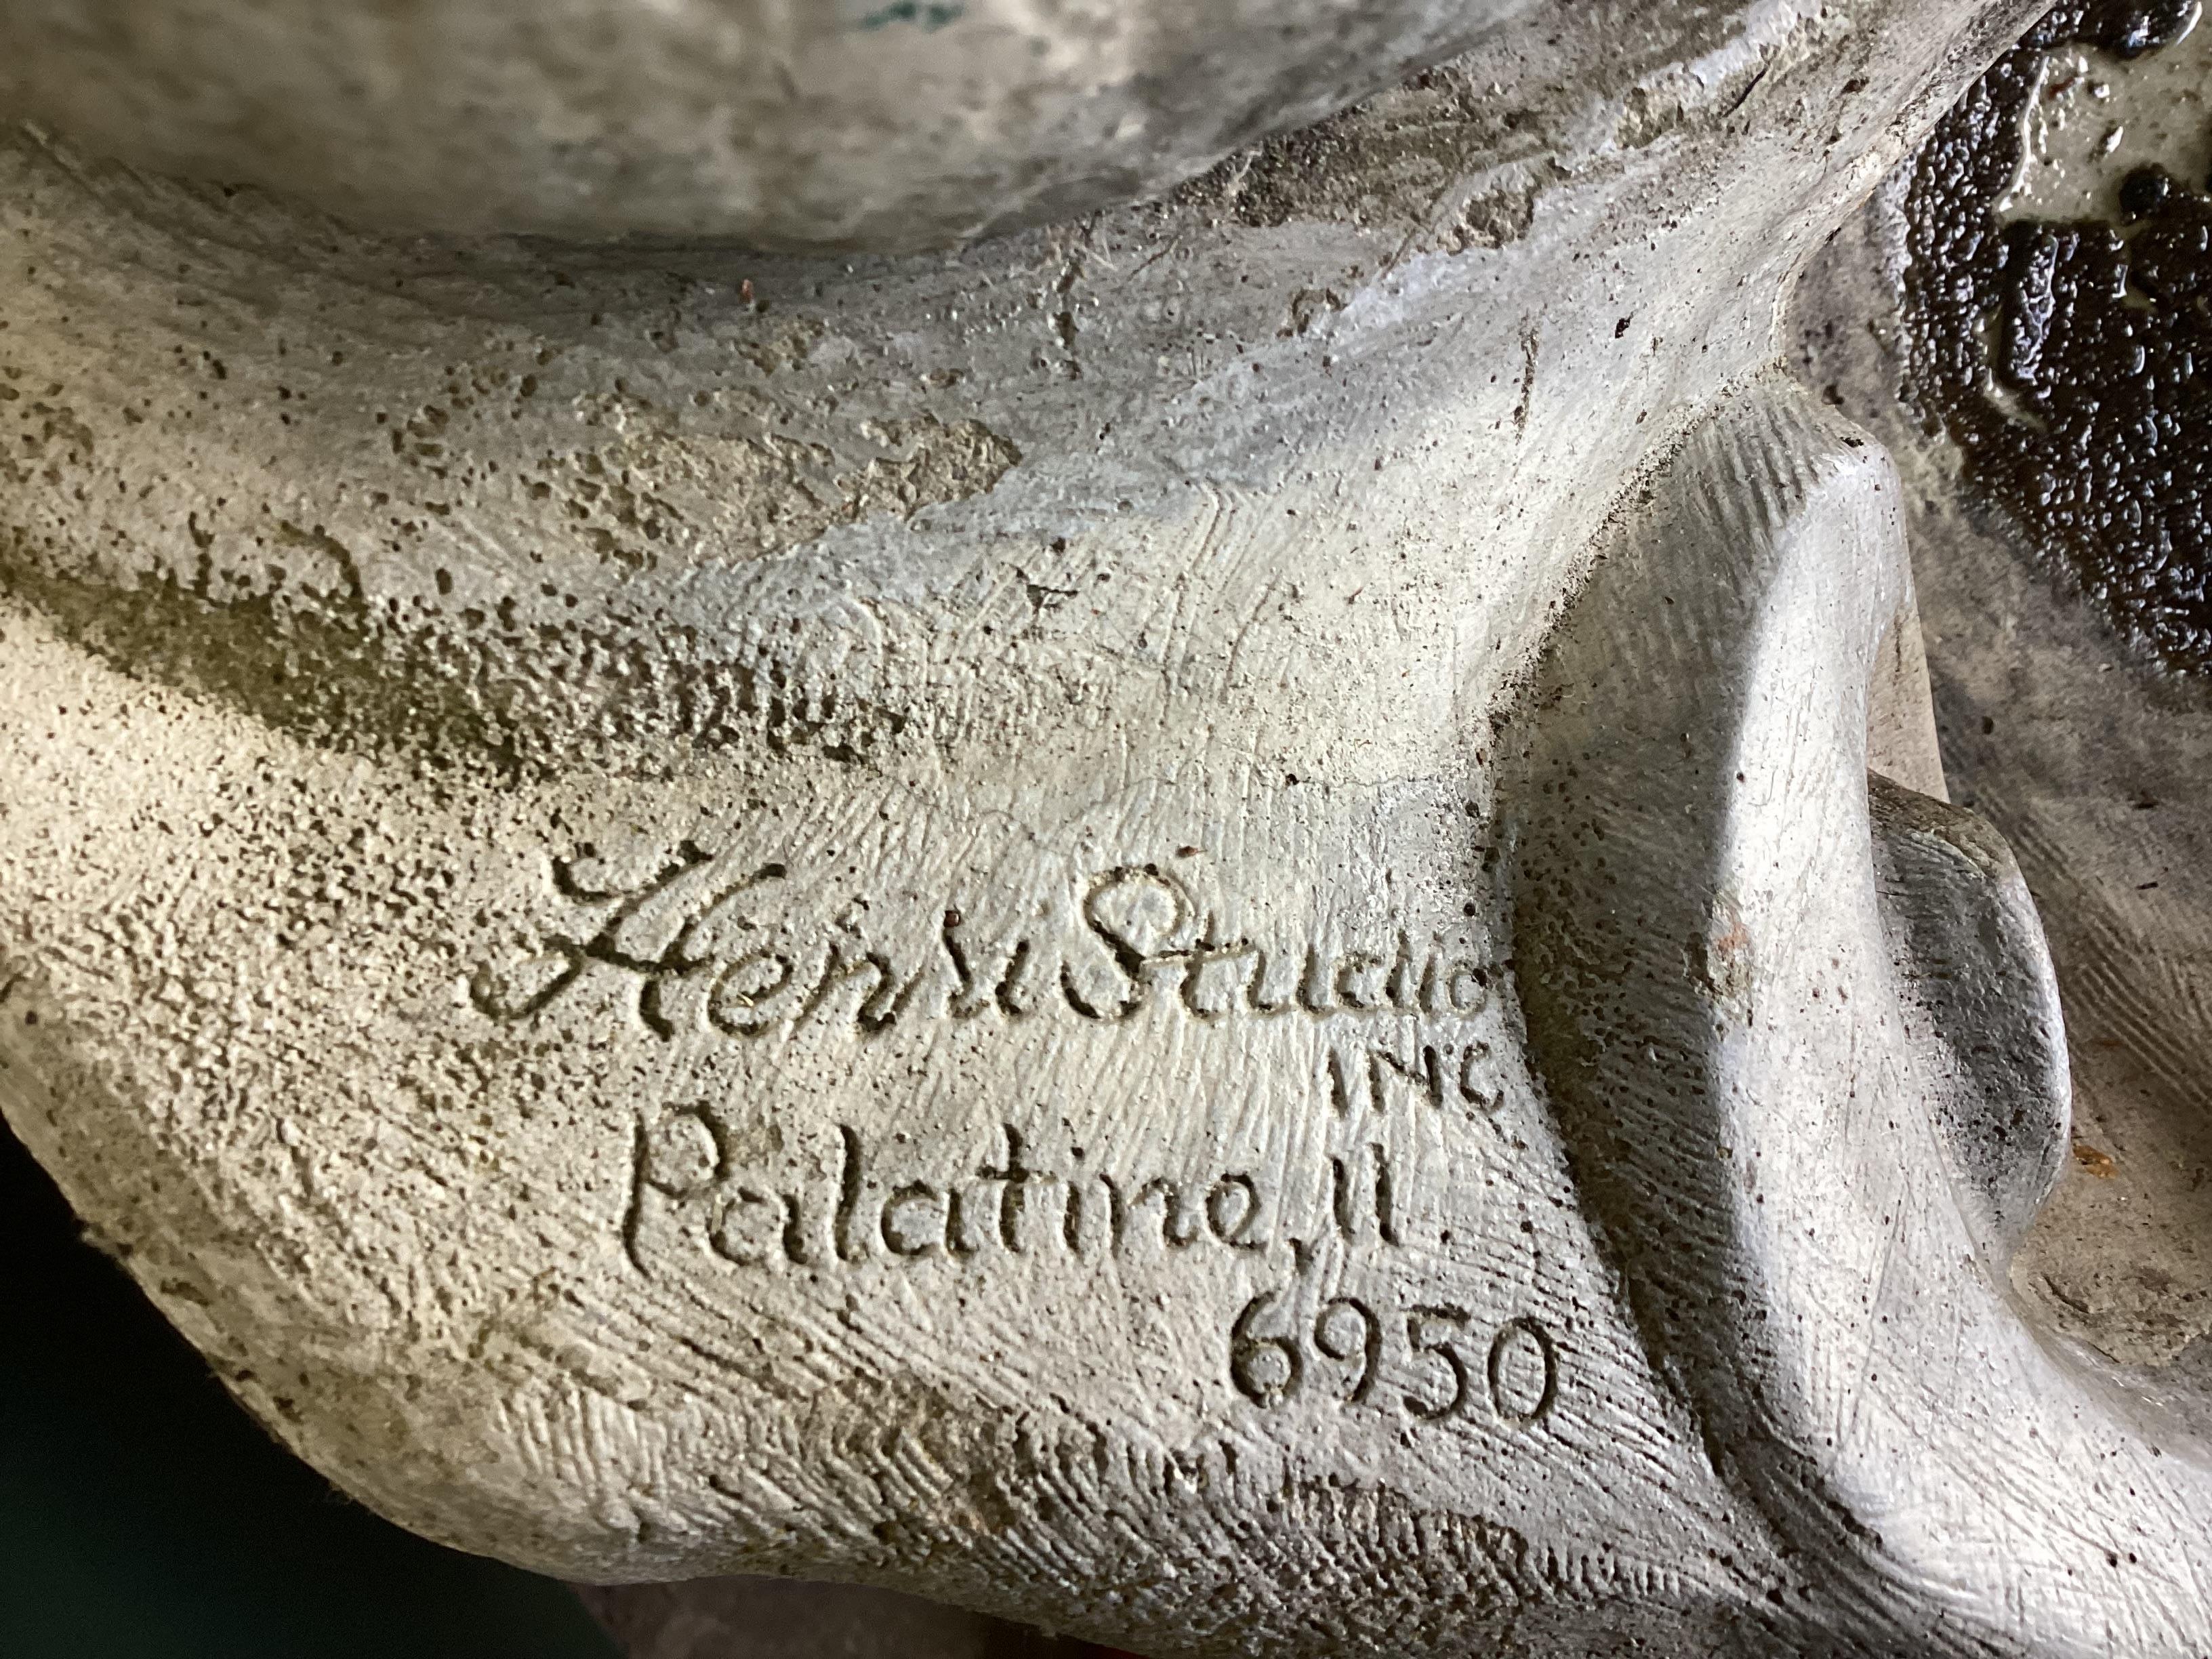 Henri Studio
INC
Palatine, Il
6950